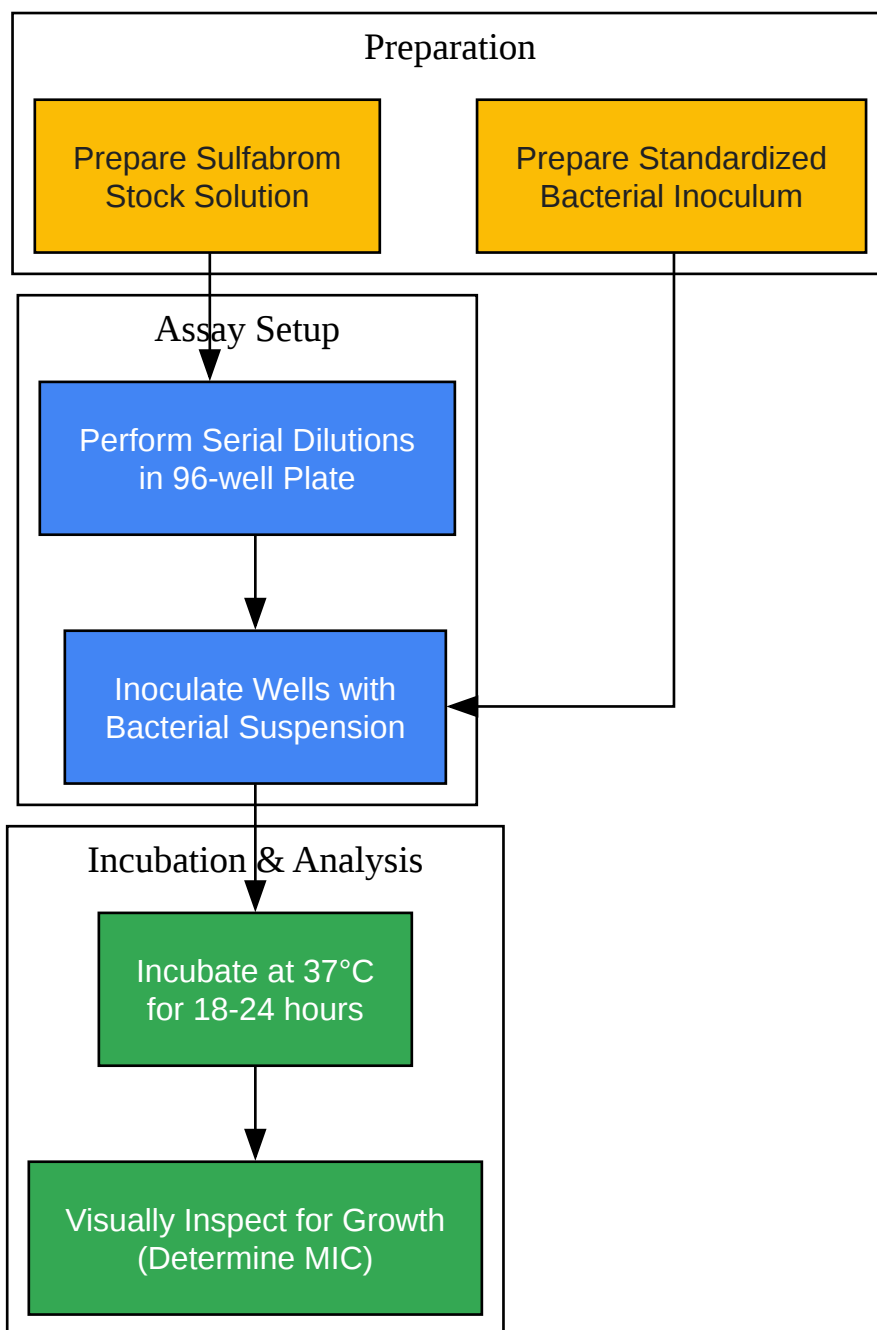 Preparation
Prepare Sulfabrom
Stock Solution
Prepare Standardized
Bacterial Inoculum
Assay Setup
Perform Serial Dilutions
in 96-well Plate
Inoculate Wells with
Bacterial Suspension
Incubation & Analysis
Incubate at 37°C
for 18-24 hours
Visually Inspect for Growth
(Determine MIC)